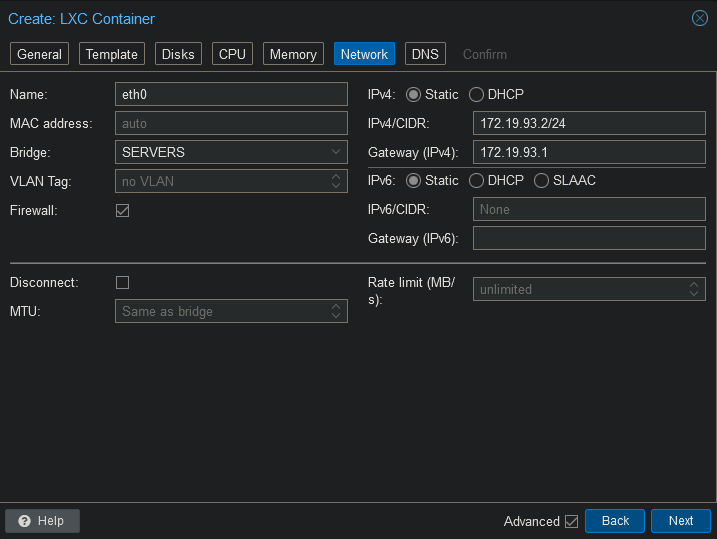 Create: LXC Container
General Template Disks CPU Memory Network DNS Confirm
Name: eth0
MAC address: auto
Bridge: SERVERS
VLAN Tag: no VLAN
Firewall:
IPv4: Static DHCP
IPv4/CIDR: 172.19.93.2/24
Gateway (IPv4): 172.19.93.1
IPv6: Static DHCP SLAAC
IPv6/CIDR: None
Gateway (IPv6):
Disconnect:
MTU: Same as bridge
Rate limit (MB/
s): unlimited
Help Advanced Back Next